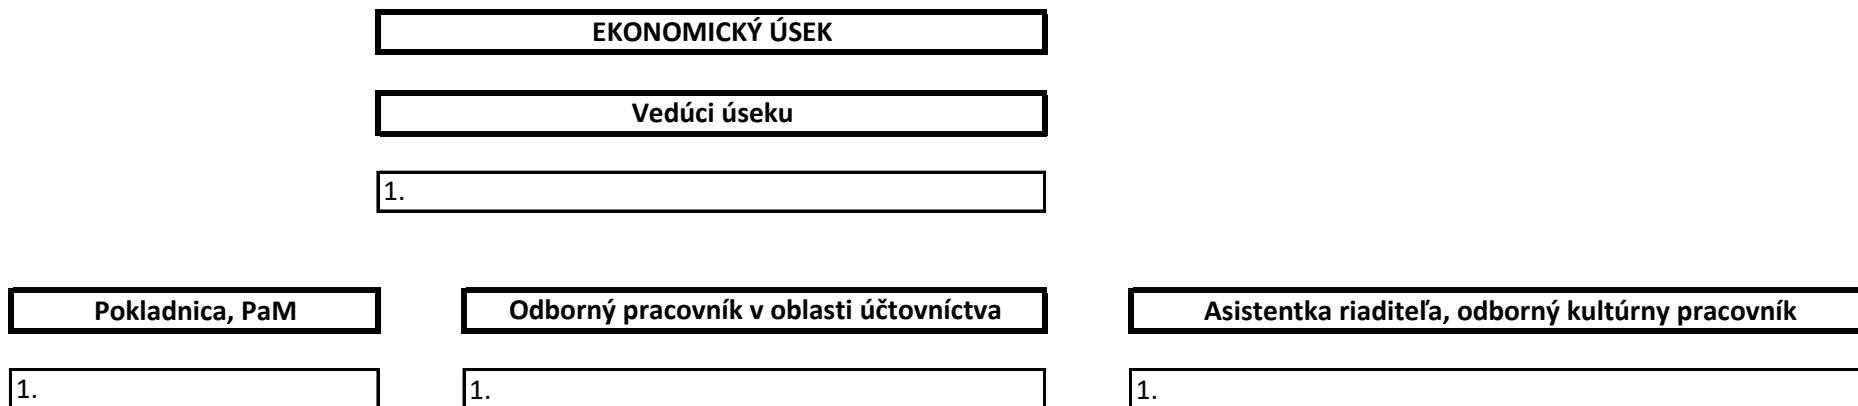 EKONOMICKÝ ÚSEK
Vedúci úseku
1.
Pokladnica, PaM
Odborný pracovník v oblasti účtovníctva
Asistentka riaditeľa, odborný kultúrny pracovník
1.
1.
1.